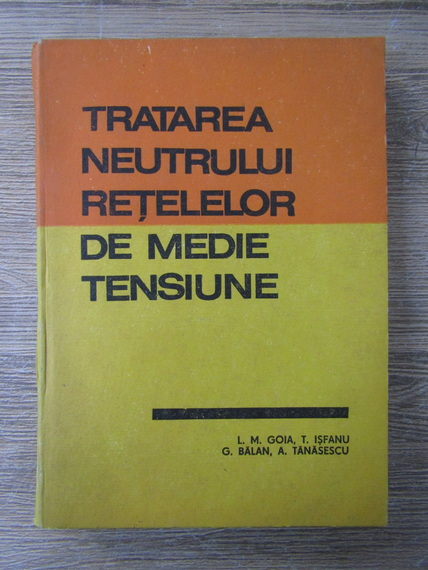 TRATAREA
NEUTRULUI
REȚELELOR
DE MEDIE
TENSIUNE
L. M. GOIA, T. IȘFANU
G. BĂLAN, A. TĂNĂSESCU